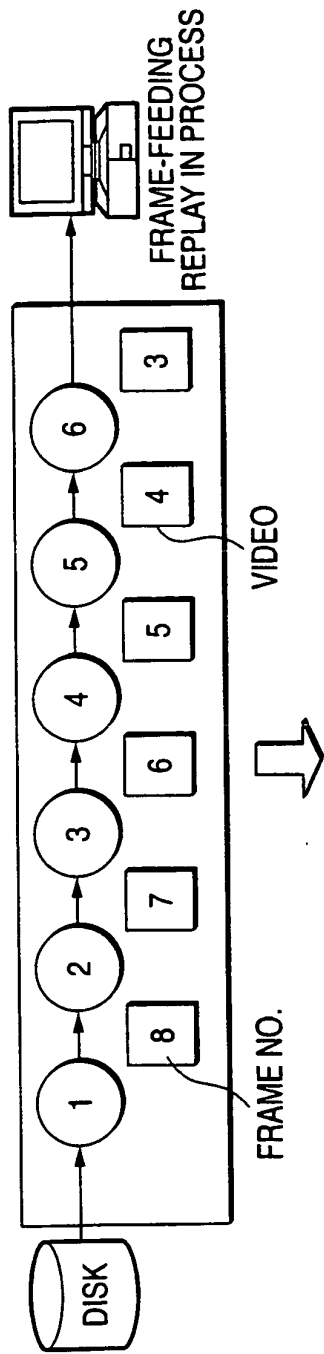 DISK
1
2
3
4
5
6
8
7
6
5
4
3
FRAME NO.
VIDEO
FRAME-FEEDING
REPLAY IN PROCESS